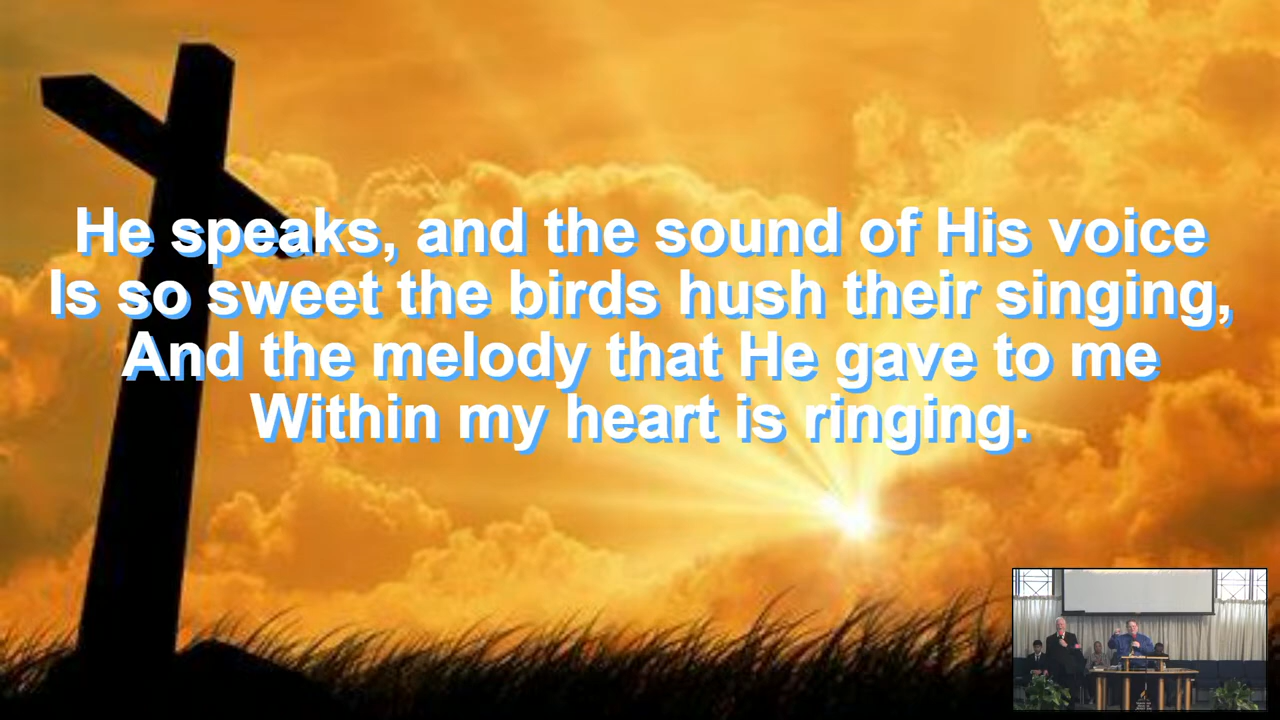 He speaks, and the sound of His voice
Is so sweet the birds hush their singing,
And the melody that He gave to me
Within my heart is ringing.